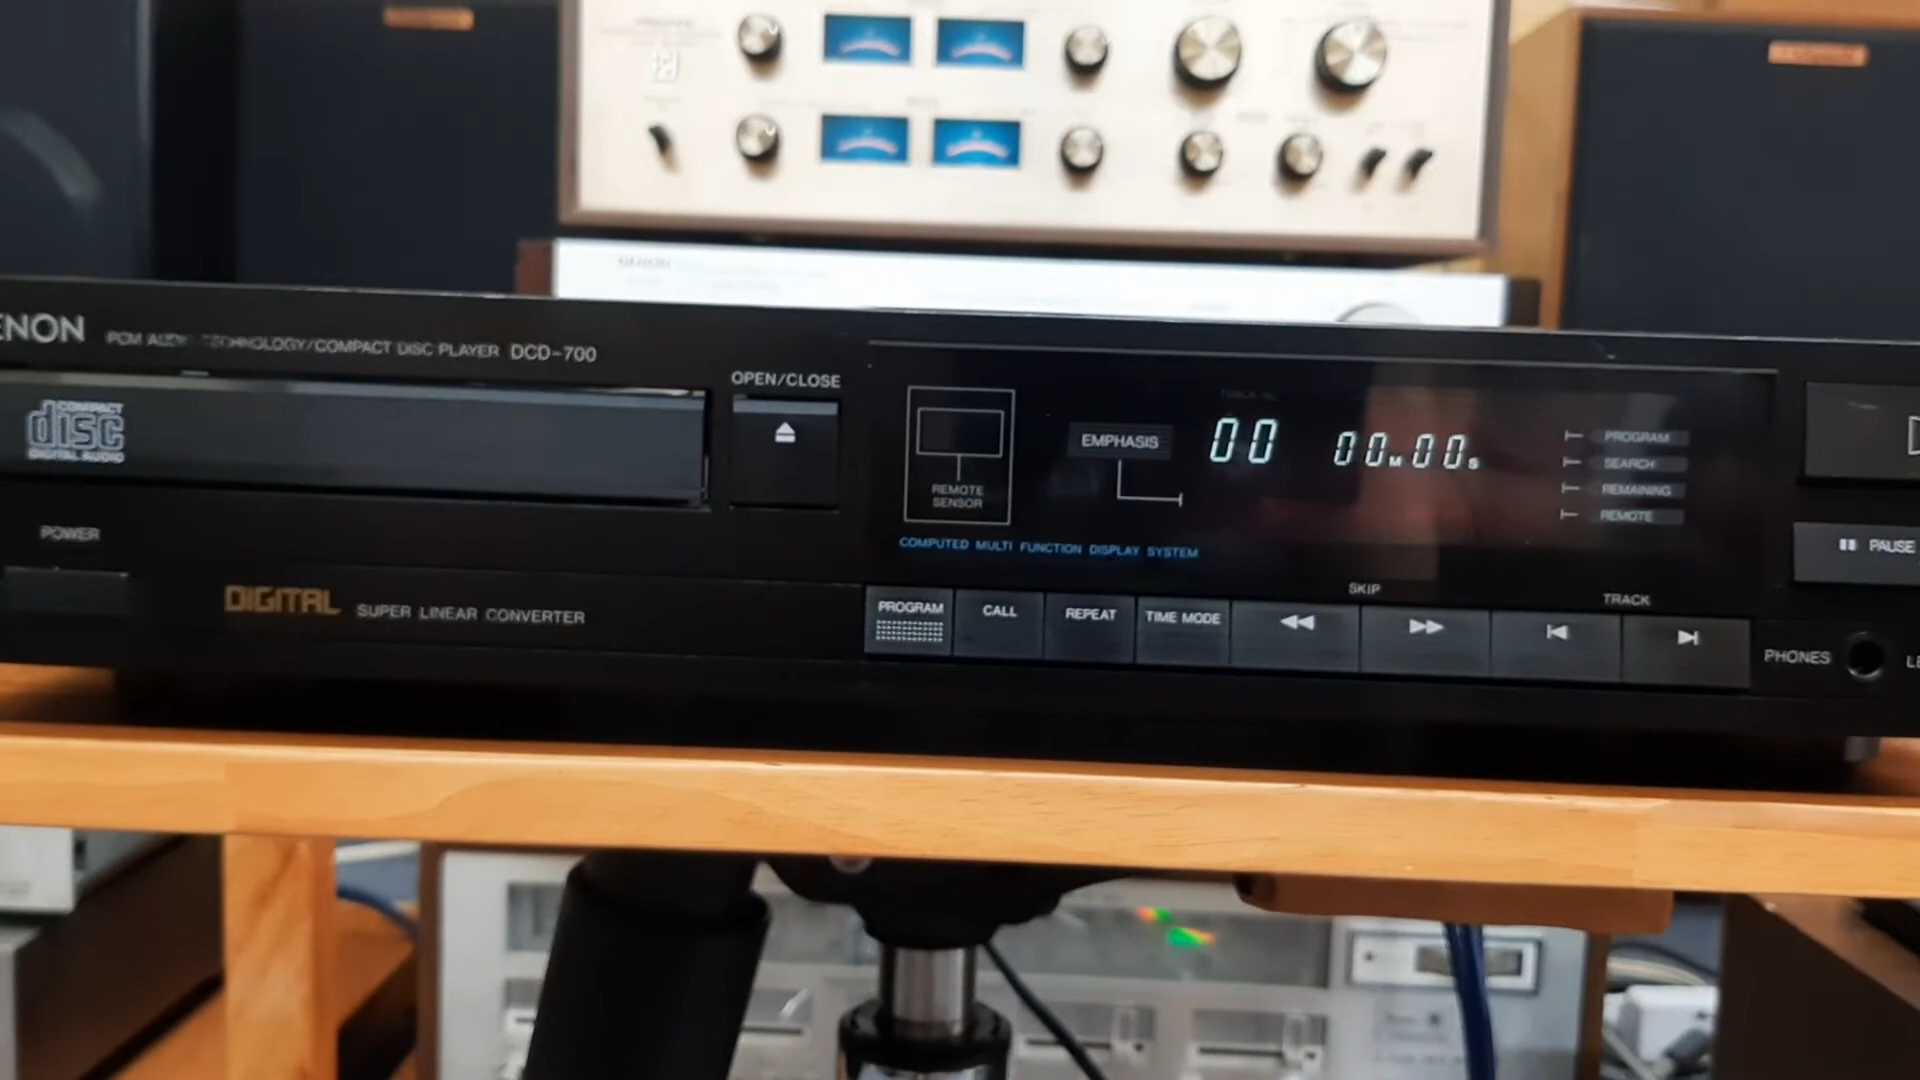 ENON PCM AUDIO TECHNOLOGY/COMPACT DISC PLAYER DCD-700
OPEN/CLOSE
COMPACT
disc
DIGITAL AUDIO
POWER
DIGITAL SUPER LINEAR CONVERTER
REMOTE
SENSOR
EMPHASIS
TRACK NO.
00 00M00S
PROGRAM
SEARCH
REMAINING
REMOTE
COMPUTED MULTI FUNCTION DISPLAY SYSTEM
PROGRAM CALL REPEAT TIME MODE
SKIP
TRACK
PAUSE
PHONES